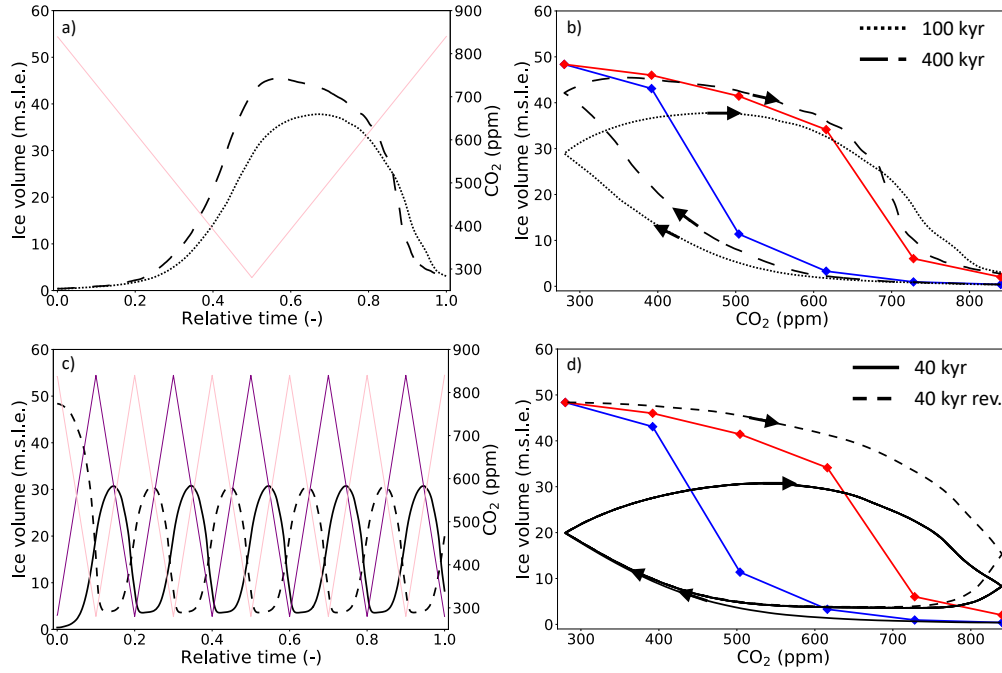 a)
Ice volume (m.s.l.e.)
60
50
40
30
20
10
0
0.0 0.2 0.4 0.6 0.8 1.0
Relative time (-)
900
800
700
600
500
400
300
CO2 (ppm)
b)
100 kyr
400 kyr
Ice volume (m.s.l.e.)
60
50
40
30
20
10
0
300 400 500 600 700 800
CO2 (ppm)
c)
Ice volume (m.s.l.e.)
60
50
40
30
20
10
0
0.0 0.2 0.4 0.6 0.8 1.0
Relative time (-)
900
800
700
600
500
400
300
CO2 (ppm)
d)
40 kyr
40 kyr rev.
Ice volume (m.s.l.e.)
60
50
40
30
20
10
0
300 400 500 600 700 800
CO2 (ppm)